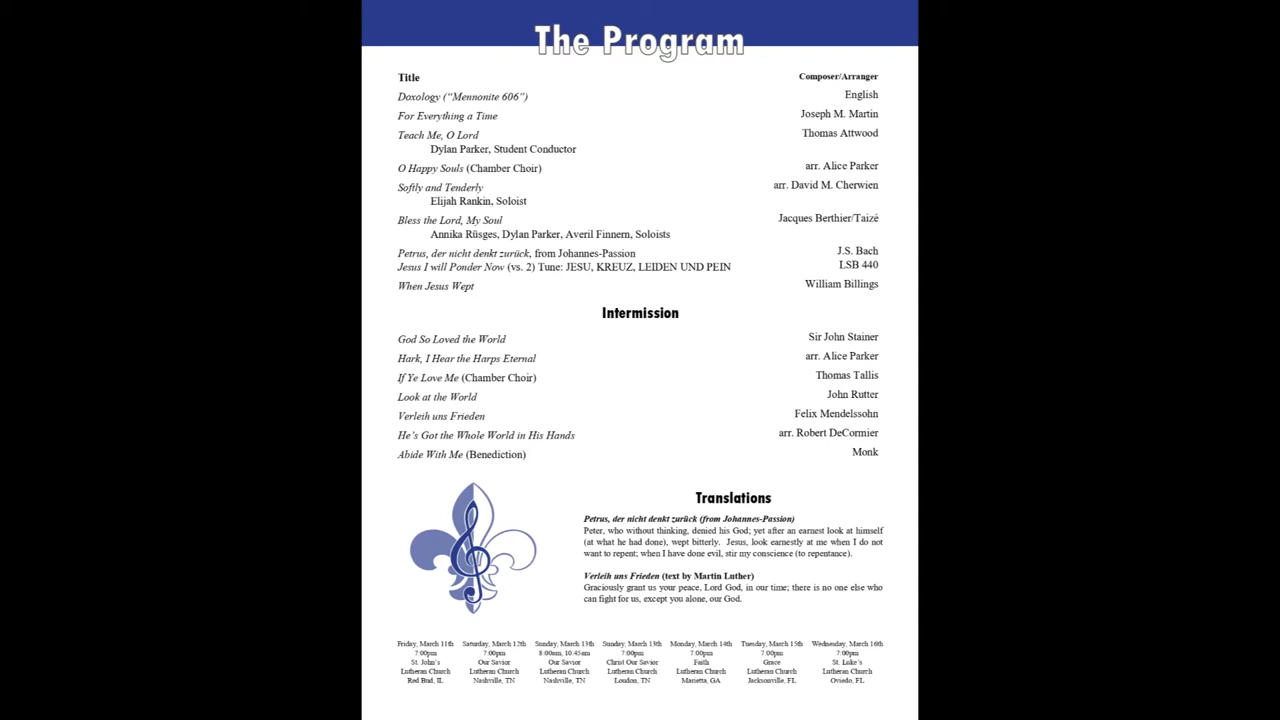 The Program
Title Composer/Arranger
Doxology (“Mennonite 606”) English
For Everything a Time Joseph M. Martin
Teach Me, O Lord Thomas Attwood
Dylan Parker, Student Conductor
O Happy Souls (Chamber Choir) arr. Alice Parker
Softly and Tenderly arr. David M. Cherwien
Elijah Rankin, Soloist
Bless the Lord, My Soul Jacques Berthier/Taizé
Annika Rüsges, Dylan Parker, Averil Finnern, Soloists
Petrus, der nicht denkt zurück, from Johannes-Passion J.S. Bach
Jesus I will Ponder Now (vs. 2) Tune: JESU, KREUZ, LEIDEN UND PEIN LSB 440
When Jesus Wept William Billings
Intermission
God So Loved the World Sir John Stainer
Hark, I Hear the Harps Eternal arr. Alice Parker
If Ye Love Me (Chamber Choir) Thomas Tallis
Look at the World John Rutter
Verleih uns Frieden Felix Mendelssohn
He’s Got the Whole World in His Hands arr. Robert DeCormier
Abide With Me (Benediction) Monk
Translations
Petrus, der nicht denkt zurück (from Johannes-Passion)
Peter, who without thinking, denied his God; yet after an earnest look at himself
(at what he had done), wept bitterly. Jesus, look earnestly at me when I do not
want to repent; when I have done evil, stir my conscience (to repentance).
Verleih uns Frieden (text by Martin Luther)
Graciously grant us your peace, Lord God, in our time; there is no one else who
can fight for us, except you alone, our God.
Friday, March 11th
7:00pm
St. John’s
Lutheran Church
Red Bud, IL
Saturday, March 12th
7:00pm
Our Savior
Lutheran Church
Nashville, TN
Sunday, March 13th
8:00am, 10:45am
Our Savior
Lutheran Church
Nashville, TN
Sunday, March 13th
7:00pm
Christ Our Savior
Lutheran Church
Loudon, TN
Monday, March 14th
7:00pm
Faith
Lutheran Church
Marietta, GA
Tuesday, March 15th
7:00pm
Grace
Lutheran Church
Jacksonville, FL
Wednesday, March 16th
7:00pm
St. Luke’s
Lutheran Church
Oviedo, FL